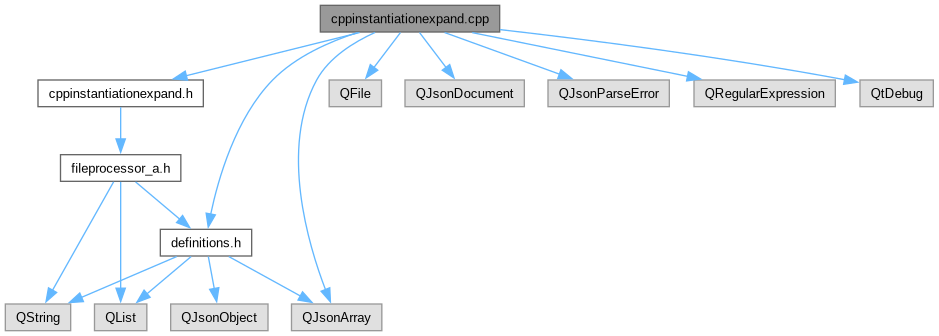 cppinstantiationexpand.cpp
cppinstantiationexpand.h
QFile
QJsonDocument
QJsonParseError
QRegularExpression
QtDebug
fileprocessor_a.h
definitions.h
QString
QList
QJsonObject
QJsonArray